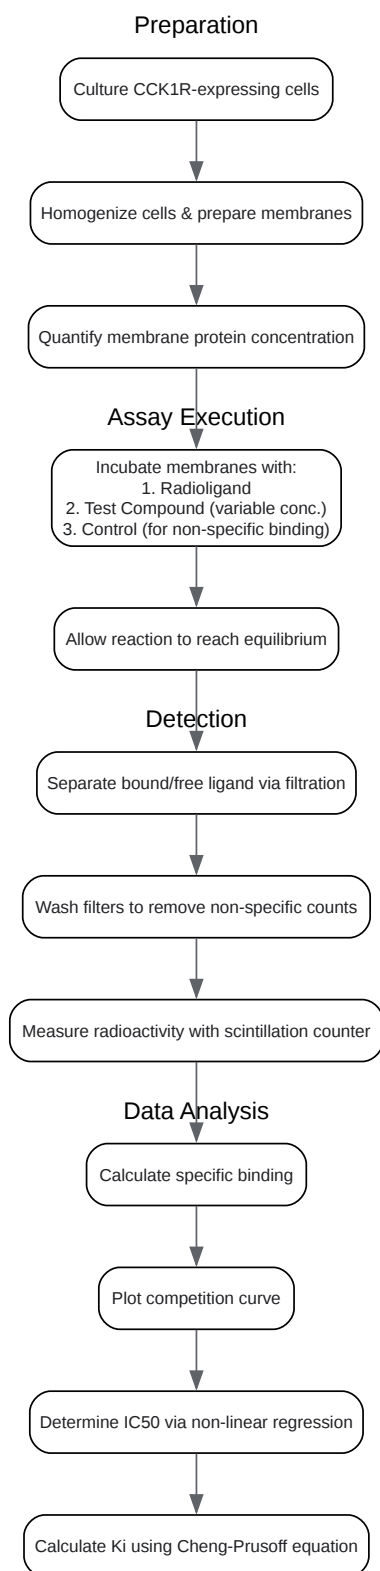 Preparation
Culture CCK1R-expressing cells
Homogenize cells & prepare membranes
Quantify membrane protein concentration
Assay Execution
Incubate membranes with:
1. Radioligand
2. Test Compound (variable conc.)
3. Control (for non-specific binding)
Allow reaction to reach equilibrium
Detection
Separate bound/free ligand via filtration
Wash filters to remove non-specific counts
Measure radioactivity with scintillation counter
Data Analysis
Calculate specific binding
Plot competition curve
Determine IC50 via non-linear regression
Calculate Ki using Cheng-Prusoff equation